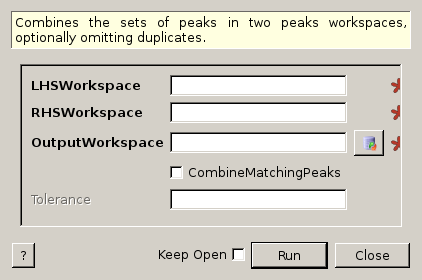 Combines the sets of peaks in two peaks workspaces,
optionally omitting duplicates.
LHSWorkspace
RHSWorkspace
OutputWorkspace
CombineMatchingPeaks
Tolerance
? Keep Open Run Close